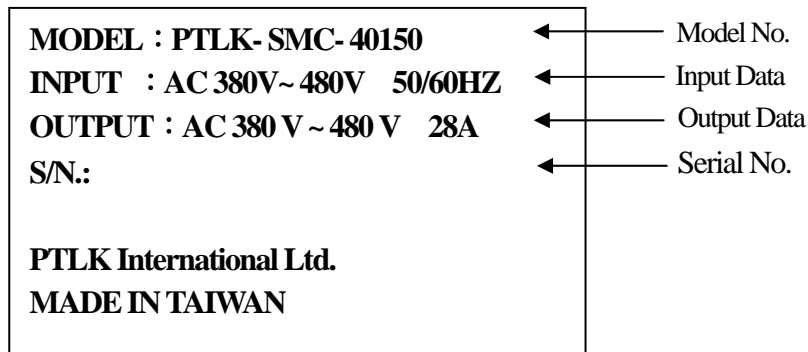 MODEL：PTLK- SMC- 40150
INPUT ：AC 380V~ 480V 50/60HZ
OUTPUT：AC 380 V ~ 480 V 28A
S/N.:
PTLK International Ltd.
MADE IN TAIWAN
Model No.
Input Data
Output Data
Serial No.